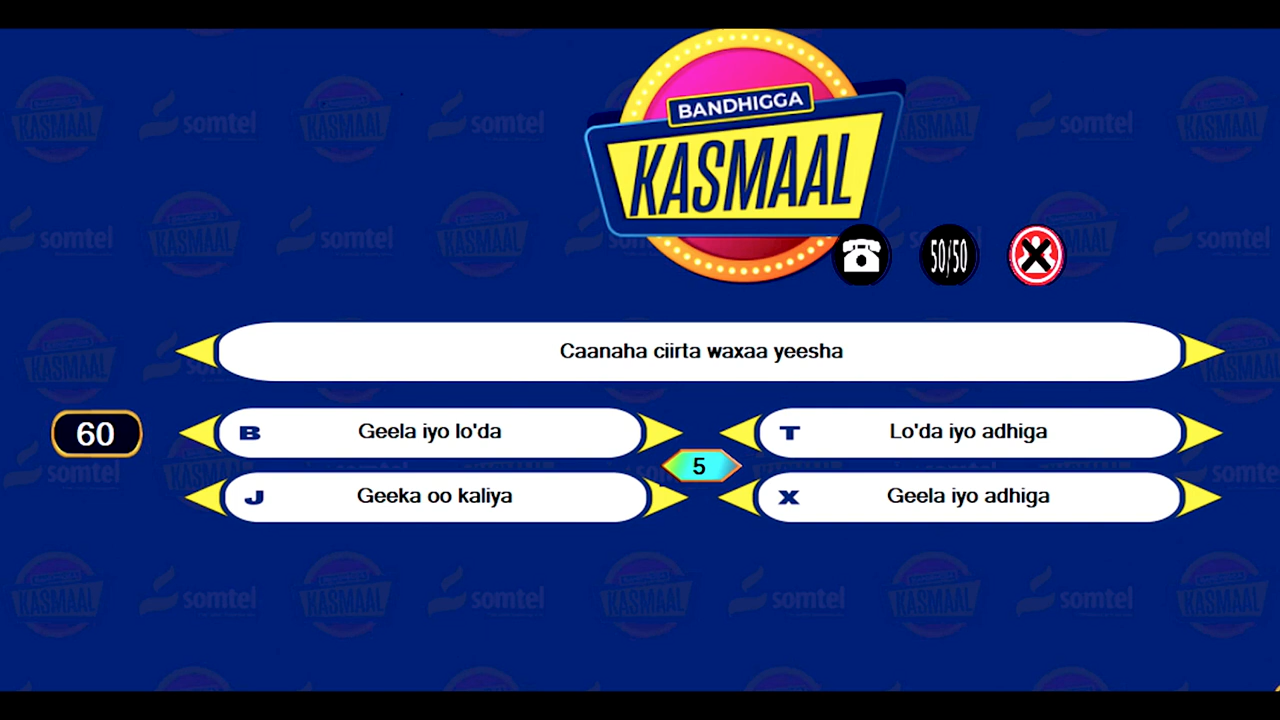 BANDHIGGA
KASMAAL
50/50
Caanaha ciirta waxaa yeesha
60
B Geela iyo lo'da
T Lo'da iyo adhiga
5
J Geeka oo kaliya
X Geela iyo adhiga